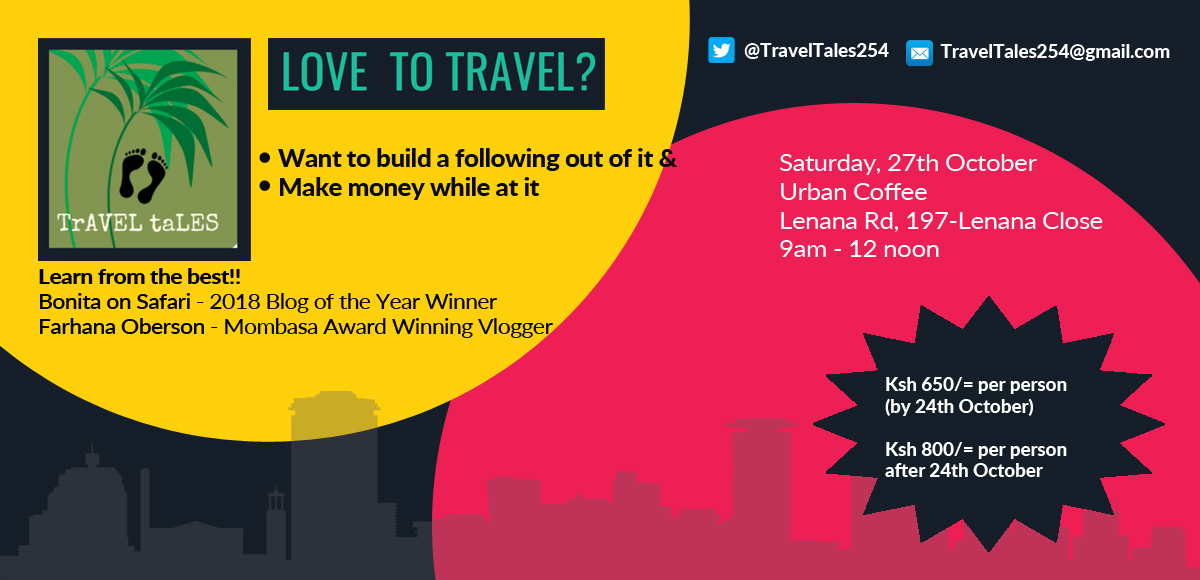 LOVE TO TRAVEL?
@TravelTales254
TravelTales254@gmail.com
TrAVEL taLES
• Want to build a following out of it &
• Make money while at it
Learn from the best!!
Bonita on Safari - 2018 Blog of the Year Winner
Farhana Oberson - Mombasa Award Winning Vlogger
Saturday, 27th October
Urban Coffee
Lenana Rd, 197-Lenana Close
9am - 12 noon
Ksh 650/= per person
(by 24th October)
Ksh 800/= per person
after 24th October